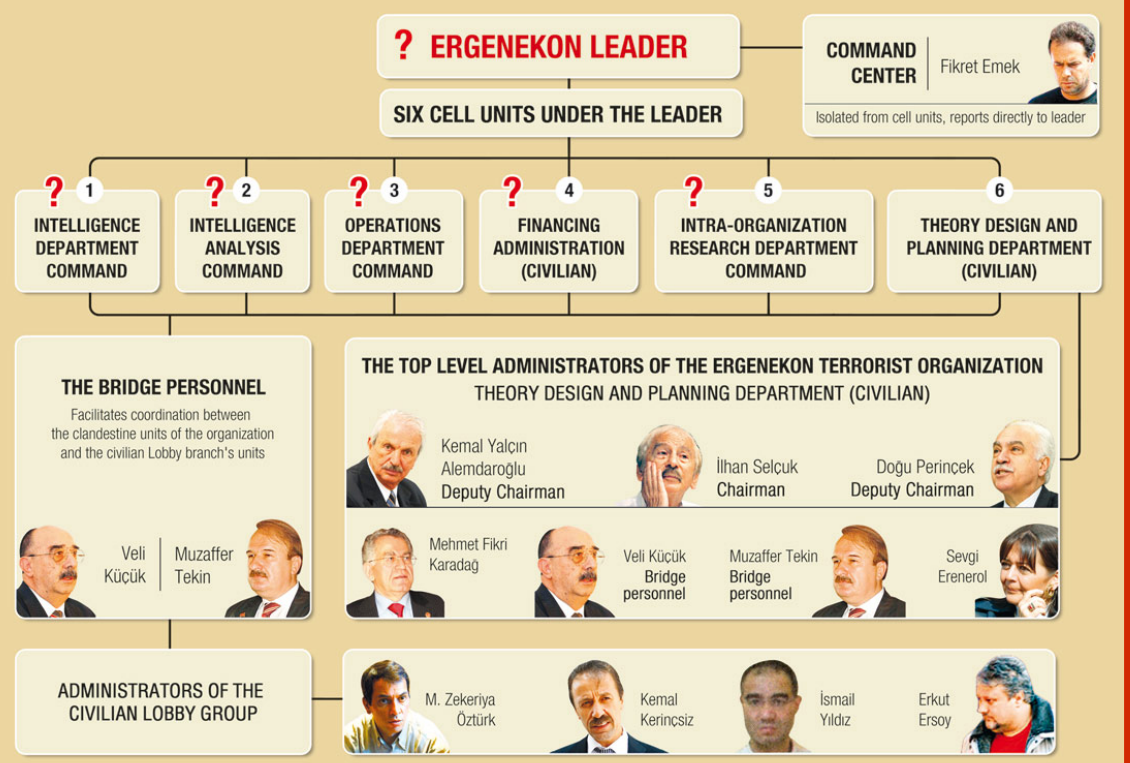 ? ERGENEKON LEADER
COMMAND
CENTER
Fikret Emek
Isolated from cell units, reports directly to leader
SIX CELL UNITS UNDER THE LEADER
? 1
INTELLIGENCE
DEPARTMENT
COMMAND
? 2
INTELLIGENCE
ANALYSIS
COMMAND
? 3
OPERATIONS
DEPARTMENT
COMMAND
? 4
FINANCING
ADMINISTRATION
(CIVILIAN)
? 5
INTRA-ORGANIZATION
RESEARCH DEPARTMENT
COMMAND
6
THEORY DESIGN AND
PLANNING DEPARTMENT
(CIVILIAN)
THE BRIDGE PERSONNEL
Facilitates coordination between
the clandestine units of the organization
and the civilian Lobby branch's units
Veli
Küçük
Muzaffer
Tekin
THE TOP LEVEL ADMINISTRATORS OF THE ERGENEKON TERRORIST ORGANIZATION
THEORY DESIGN AND PLANNING DEPARTMENT (CIVILIAN)
Kemal Yalçın
Alemdaroğlu
Deputy Chairman
İlhan Selçuk
Chairman
Doğu Perinçek
Deputy Chairman
Mehmet Fikri
Karadağ
Veli Küçük
Bridge
personnel
Muzaffer Tekin
Bridge
personnel
Sevgi
Erenerol
ADMINISTRATORS OF THE
CIVILIAN LOBBY GROUP
M. Zekeriya
Öztürk
Kemal
Kerinçsiz
İsmail
Yıldız
Erkut
Ersoy